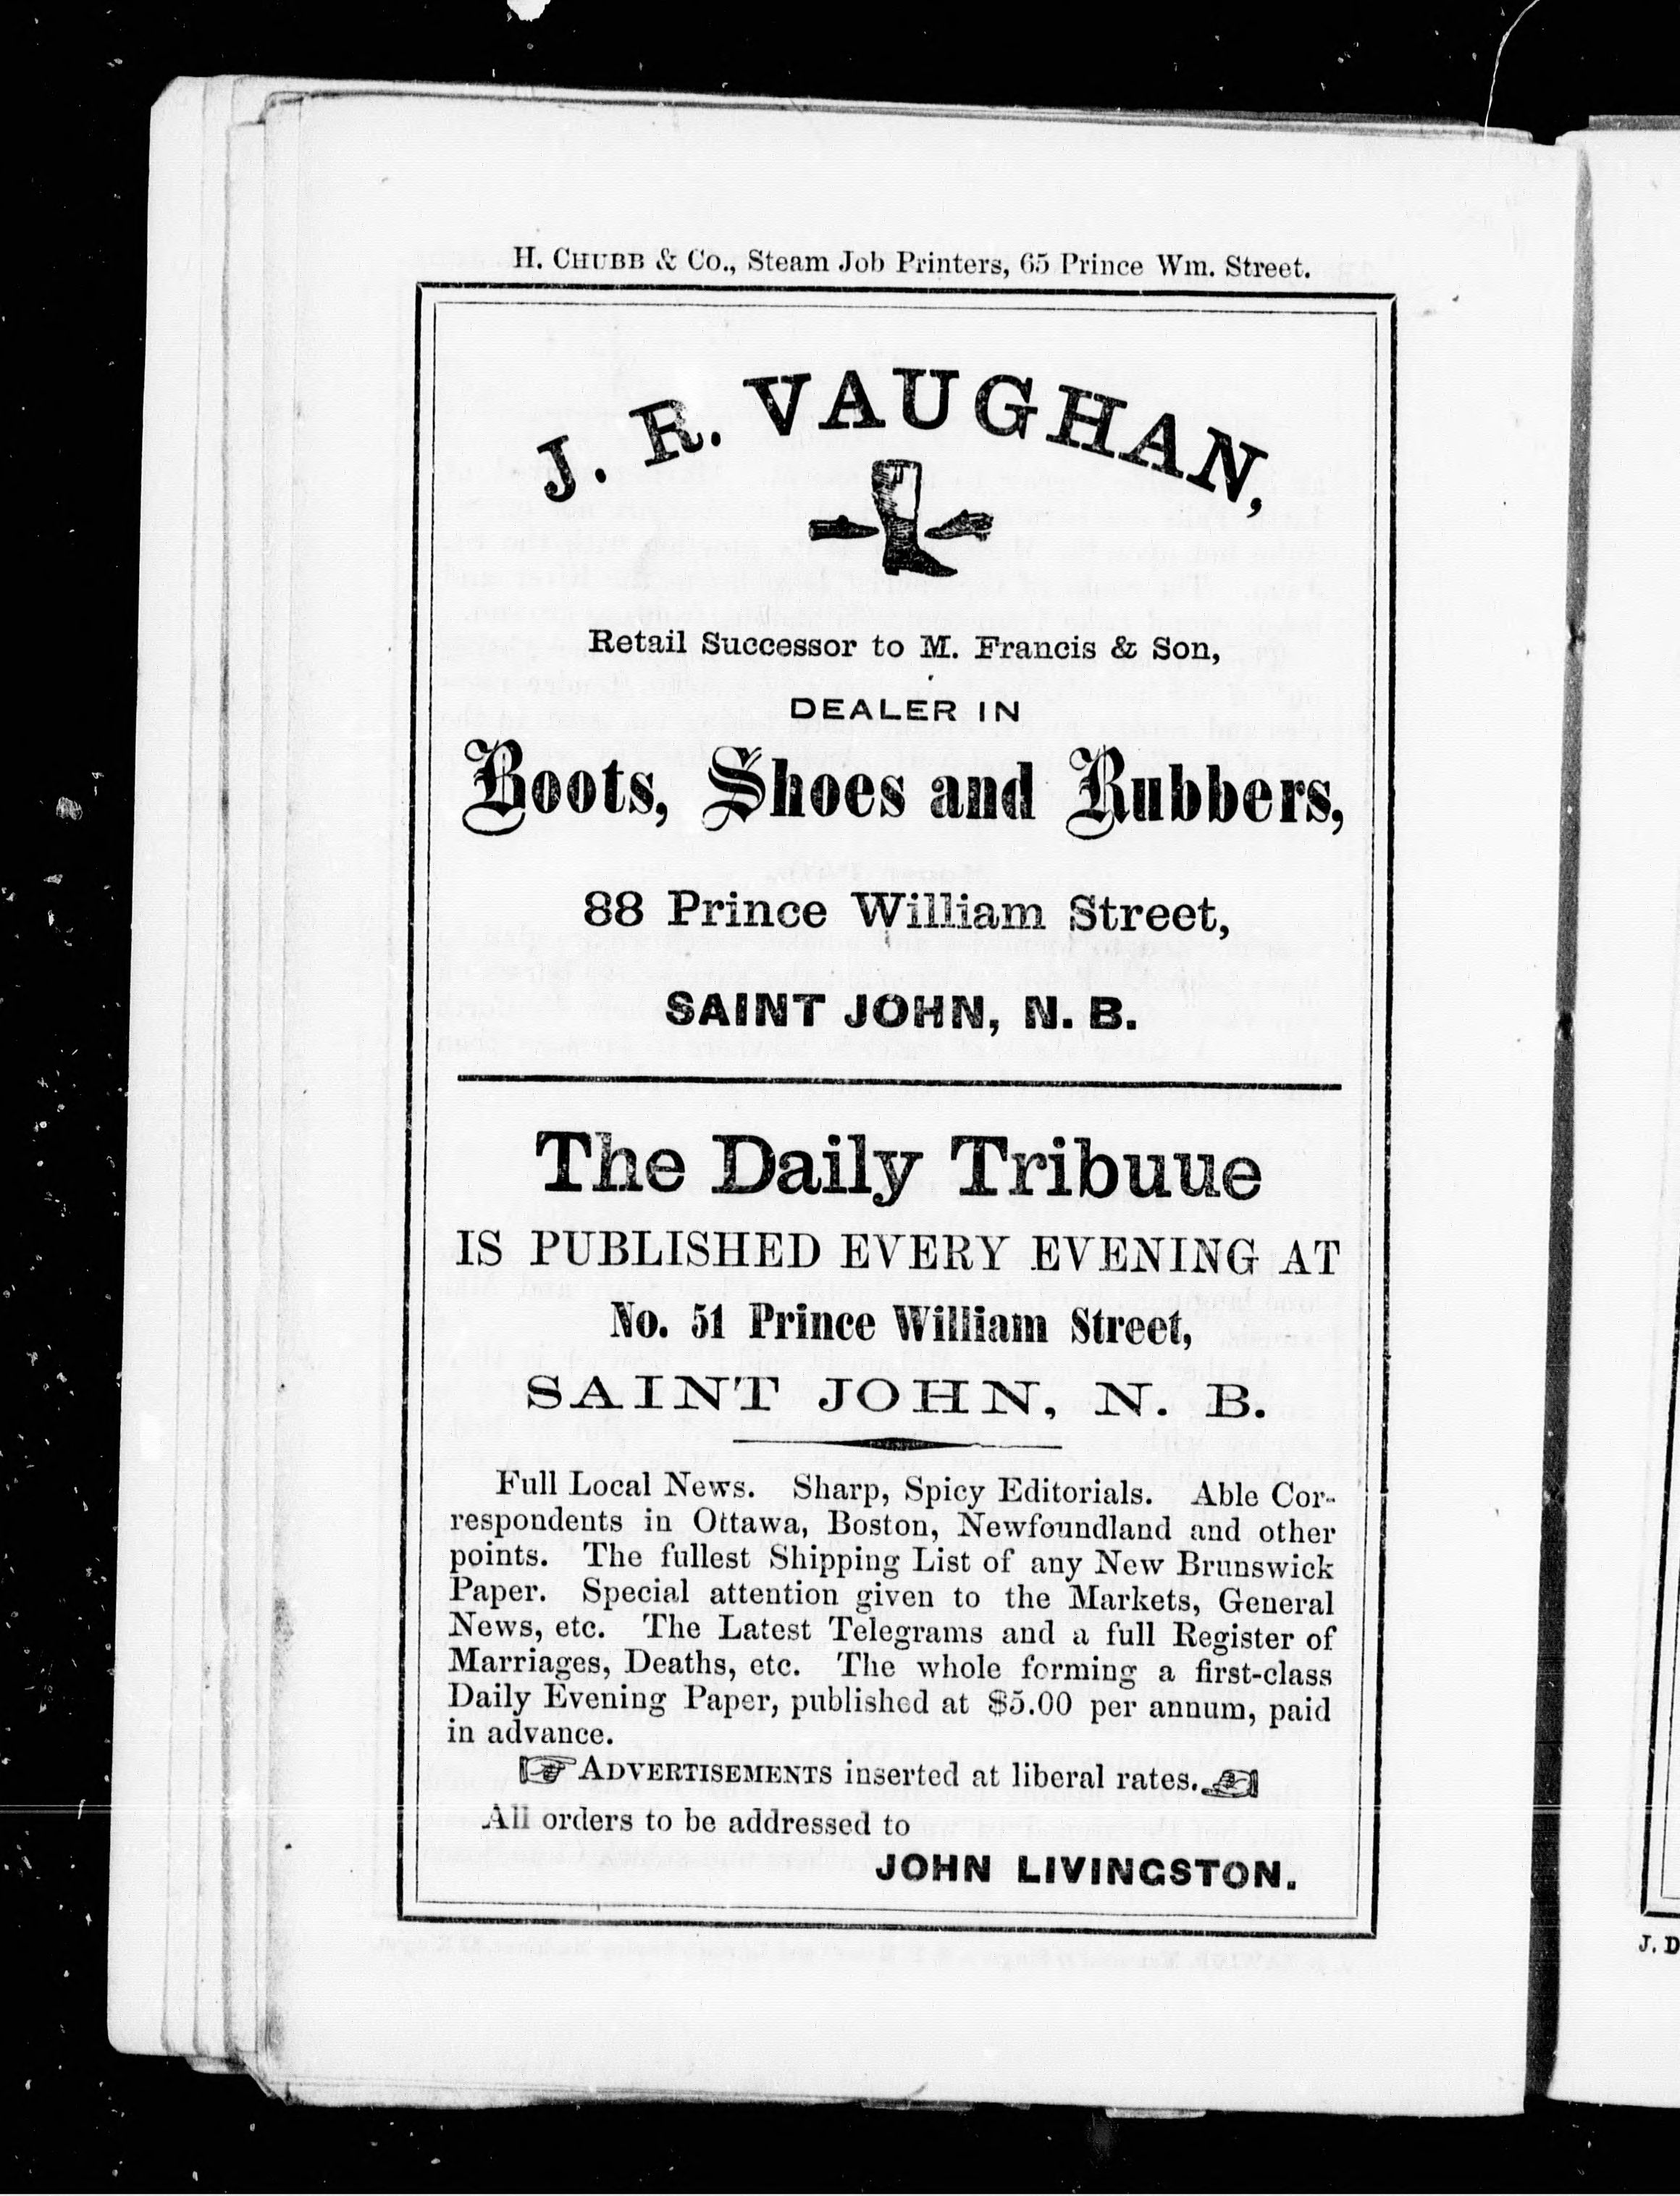 H. CHUBB & Co., Steam Job Printers, 65 Prince Wm. Street.
J. R. VAUGHAN,
Retail Successor to M. Francis & Son,
DEALER IN
Boots, Shoes and Rubbers,
88 Prince William Street,
SAINT JOHN, N. B.
The Daily Tribuue
IS PUBLISHED EVERY EVENING AT
No. 51 Prince William Street,
SAINT JOHN, N. B.
Full Local News. Sharp, Spicy Editorials. Able Cor-
respondents in Ottawa, Boston, Newfoundland and other
points. The fullest Shipping List of any New Brunswick
Paper. Special attention given to the Markets, General
News, etc. The Latest Telegrams and a full Register of
Marriages, Deaths, etc. The whole forming a first-class
Daily Evening Paper, published at $5.00 per annum, paid
in advance.
☞ ADVERTISEMENTS inserted at liberal rates. ☜
All orders to be addressed to
JOHN LIVINGSTON.
J. D